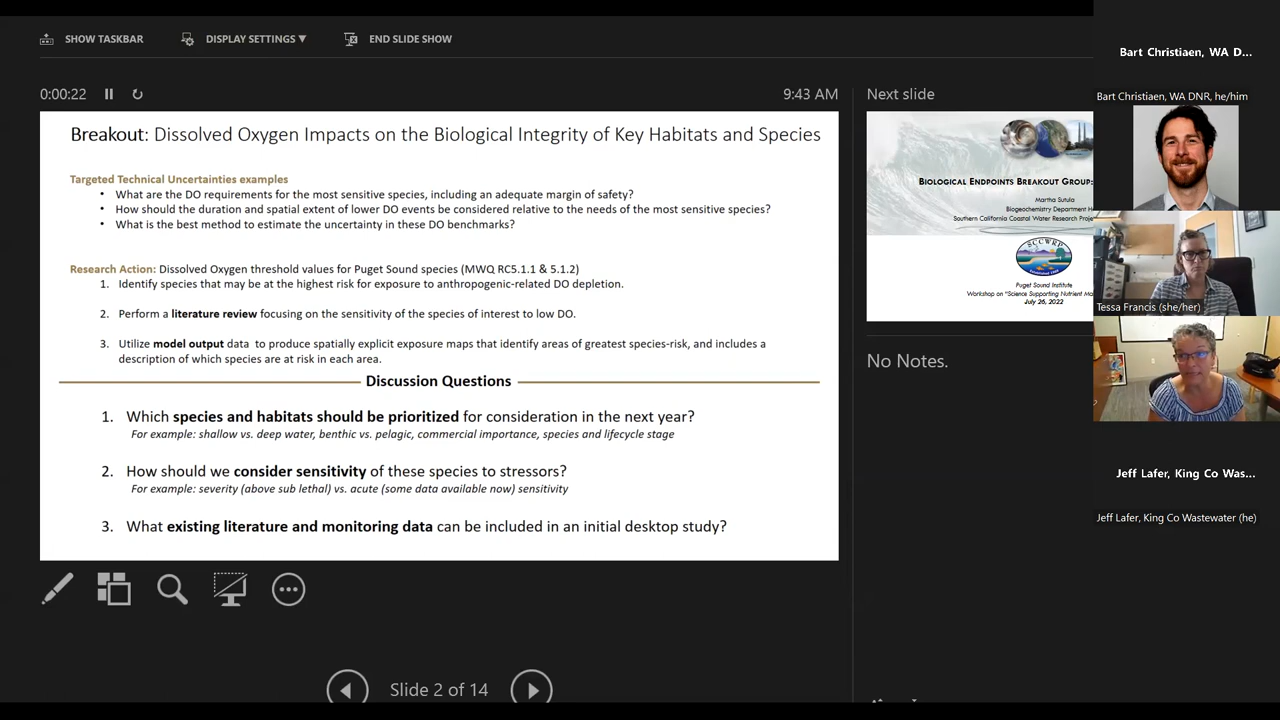 SHOW TASKBAR
DISPLAY SETTINGS ▼
END SLIDE SHOW
0:00:22
9:43 AM
Breakout: Dissolved Oxygen Impacts on the Biological Integrity of Key Habitats and Species
Targeted Technical Uncertainties examples
• What are the DO requirements for the most sensitive species, including an adequate margin of safety?
• How should the duration and spatial extent of lower DO events be considered relative to the needs of the most sensitive species?
• What is the best method to estimate the uncertainty in these DO benchmarks?
Research Action: Dissolved Oxygen threshold values for Puget Sound species (MWQ RC5.1.1 & 5.1.2)
1. Identify species that may be at the highest risk for exposure to anthropogenic-related DO depletion.
2. Perform a literature review focusing on the sensitivity of the species of interest to low DO.
3. Utilize model output data to produce spatially explicit exposure maps that identify areas of greatest species-risk, and includes a
description of which species are at risk in each area.
Discussion Questions
1. Which species and habitats should be prioritized for consideration in the next year?
For example: shallow vs. deep water, benthic vs. pelagic, commercial importance, species and lifecycle stage
2. How should we consider sensitivity of these species to stressors?
For example: severity (above sub lethal) vs. acute (some data available now) sensitivity
3. What existing literature and monitoring data can be included in an initial desktop study?
Slide 2 of 14
Next slide
Biological Endpoints Breakout Group:
Martha Sutula
Biogeochemistry Department H
Southern California Coastal Water Research Proje
SCCWRP
Puget Sound Institute
Workshop on "Science Supporting Nutrient Ma
July 26, 2022
No Notes.
Bart Christiaen, WA D...
Bart Christiaen, WA DNR, he/him
Tessa Francis (she/her)
Jeff Lafer, King Co Was...
Jeff Lafer, King Co Wastewater (he)